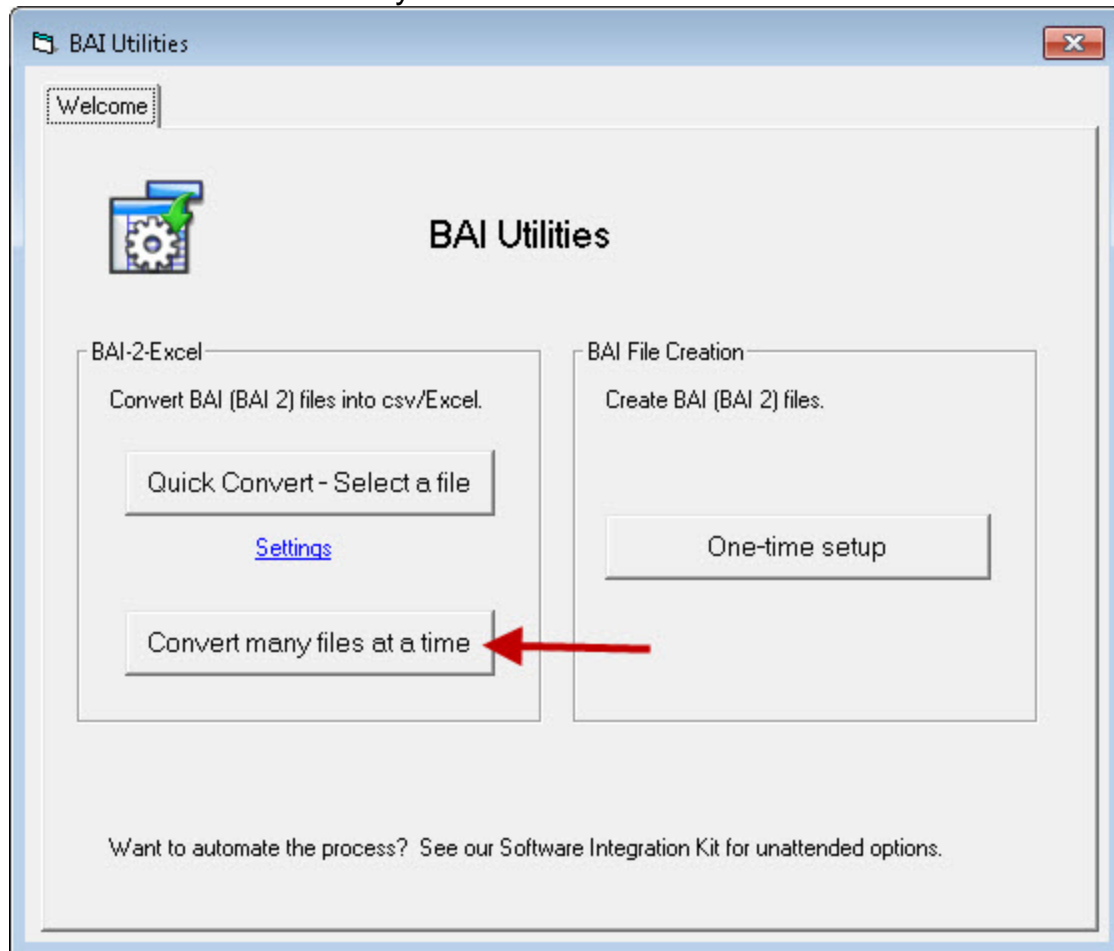 BAI Utilities
Welcome
BAI Utilities
BAI-2-Excel
Convert BAI (BAI 2) files into csv/Excel.
Quick Convert - Select a file
Settings
Convert many files at a time
BAI File Creation
Create BAI (BAI 2) files.
One-time setup
Want to automate the process? See our Software Integration Kit for unattended options.